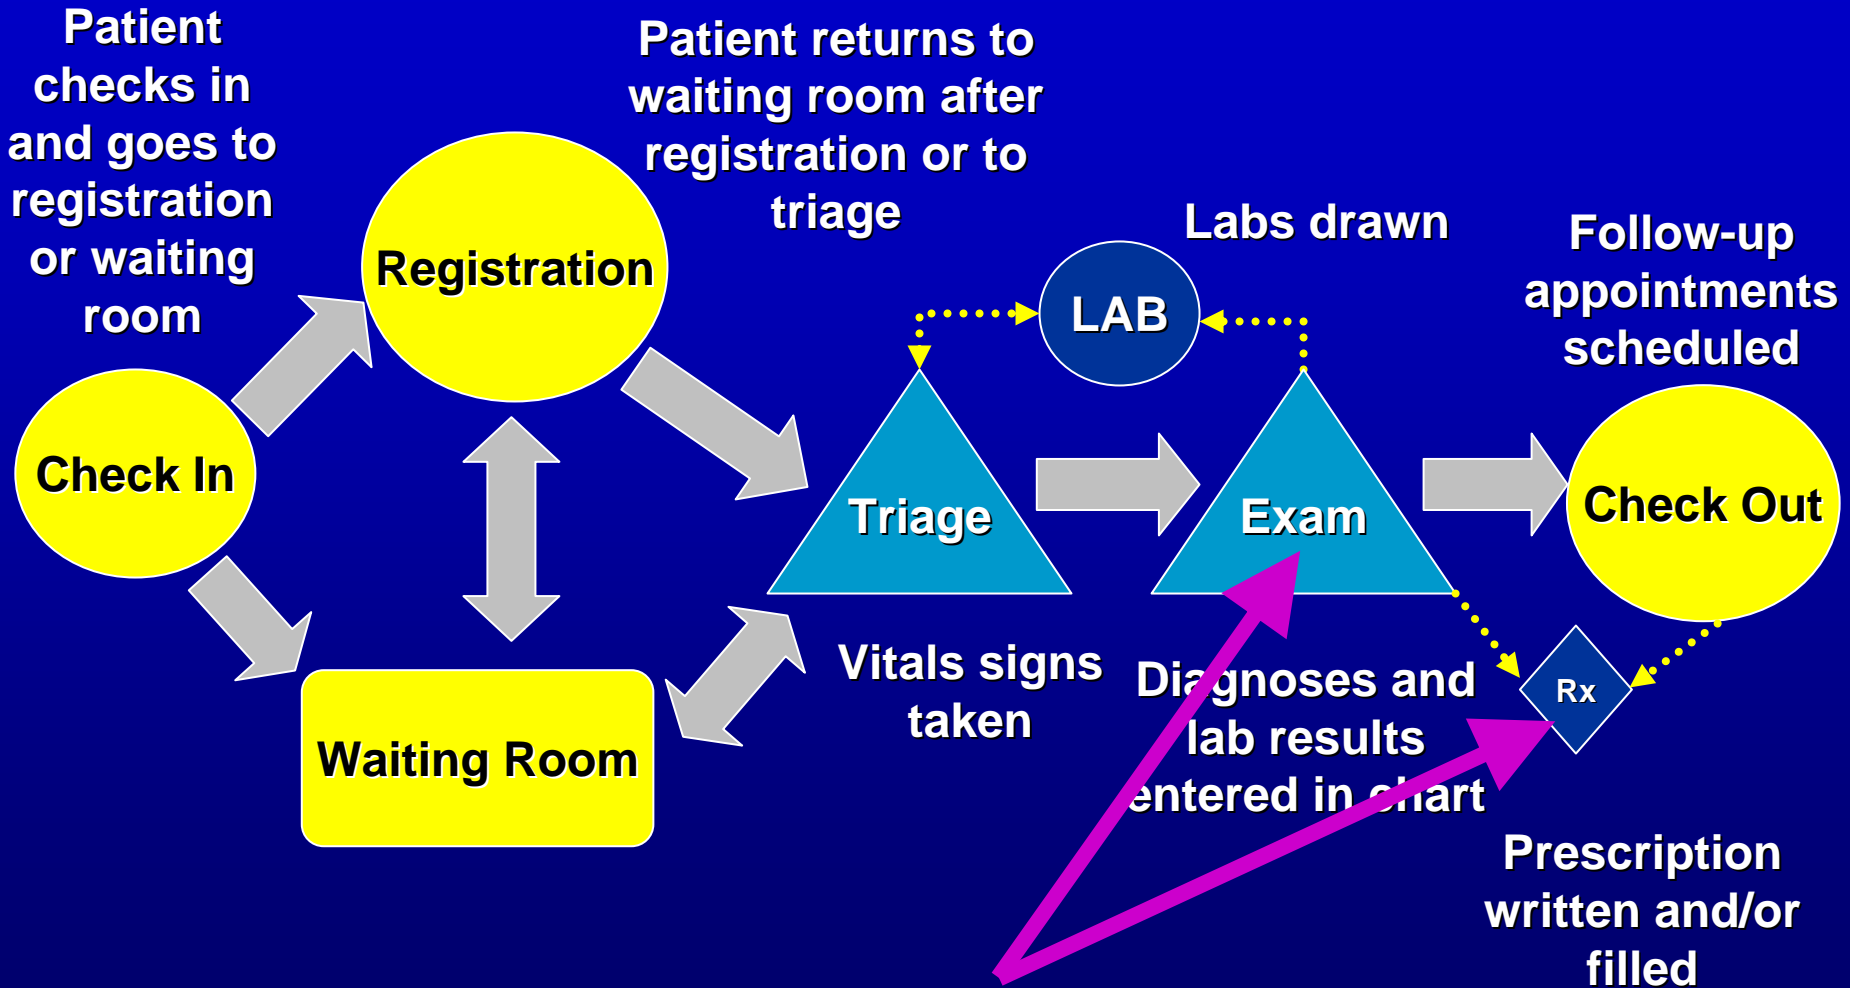 Patient
checks in
and goes to
registration
or waiting
room
Patient returns to
waiting room after
registration or to
triage
Registration
Labs drawn
LAB
Follow-up
appointments
scheduled
Check In
Triage
Exam
Check Out
Vitals signs
taken
Diagnoses and
lab results
entered in chart
Rx
Waiting Room
Prescription
written and/or
filled